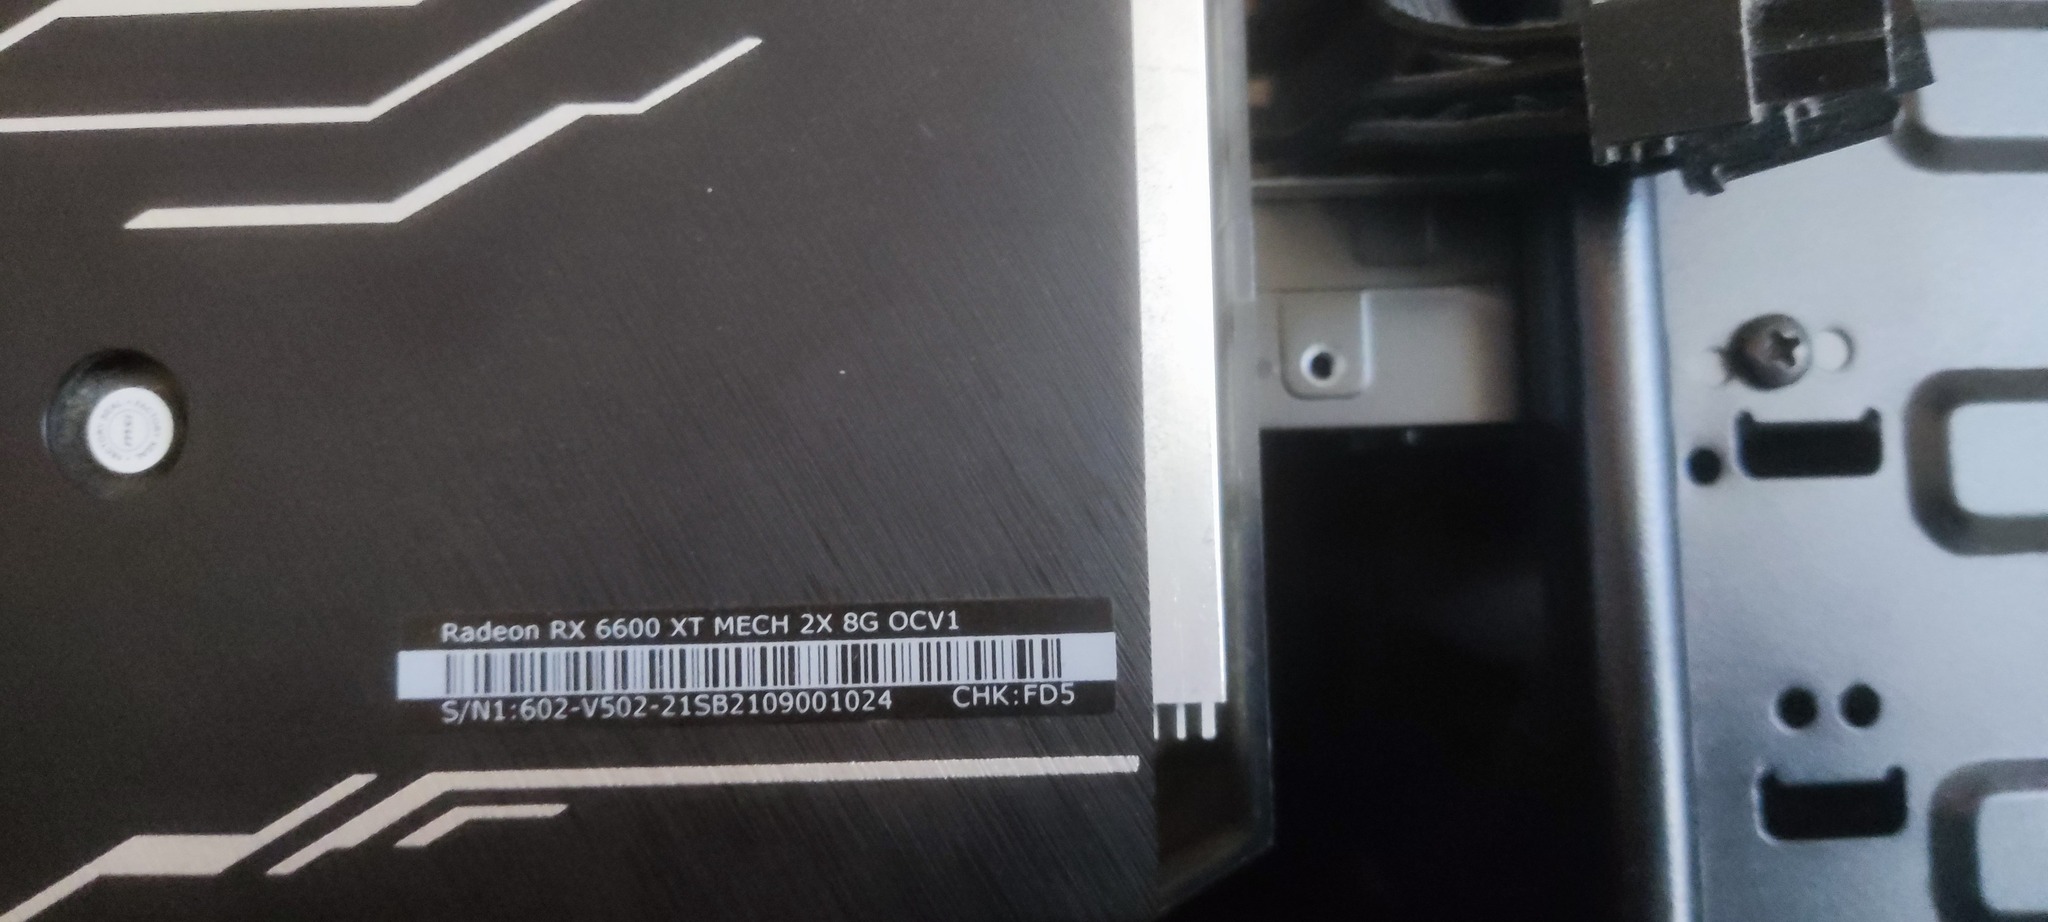 Radeon RX 6600 XT MECH 2X 8G OCV1
S/N1:602-V502-21SB2109001024 CHK:FD5